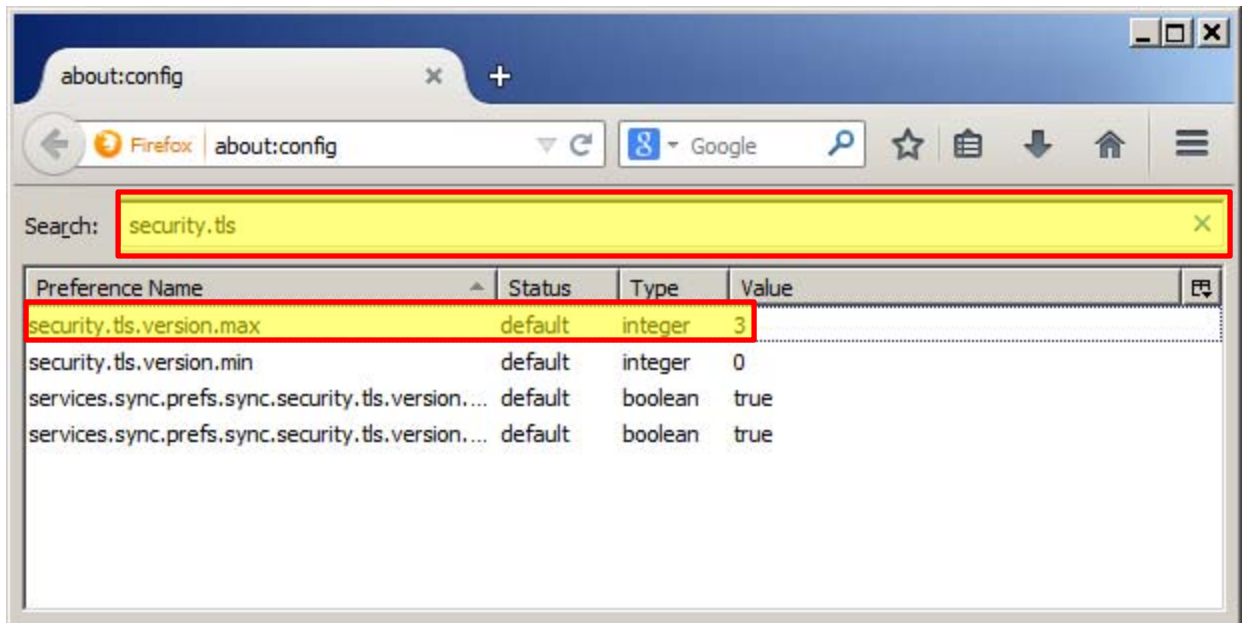 about:config
Firefox about:config Google
Search: security.tls
Preference Name Status Type Value
security.tls.version.max default integer 3
security.tls.version.min default integer 0
services.sync.prefs.sync.security.tls.version.... default boolean true
services.sync.prefs.sync.security.tls.version.... default boolean true